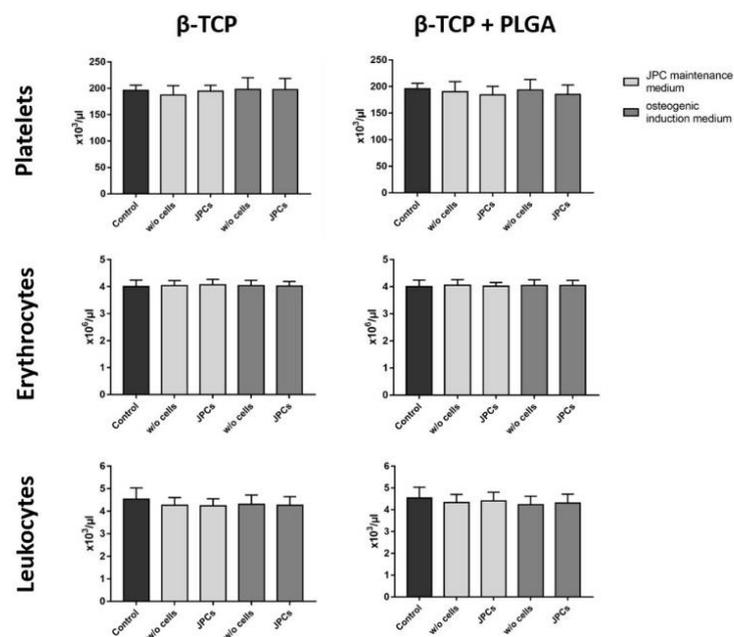 β-TCP
β-TCP + PLGA
JPC maintenance
medium
osteogenic
induction medium
Platelets
x10³/µl
250
200
150
100
50
0
Control
w/o cells
JPCs
w/o cells
JPCs
x10³/µl
250
200
150
100
50
0
Control
w/o cells
JPCs
w/o cells
JPCs
Erythrocytes
x10⁶/µl
5
4
3
2
1
0
Control
w/o cells
JPCs
w/o cells
JPCs
x10⁶/µl
5
4
3
2
1
0
Control
w/o cells
JPCs
w/o cells
JPCs
Leukocytes
x10³/µl
6
5
4
3
2
1
0
Control
w/o cells
JPCs
w/o cells
JPCs
x10³/µl
6
5
4
3
2
1
0
Control
w/o cells
JPCs
w/o cells
JPCs